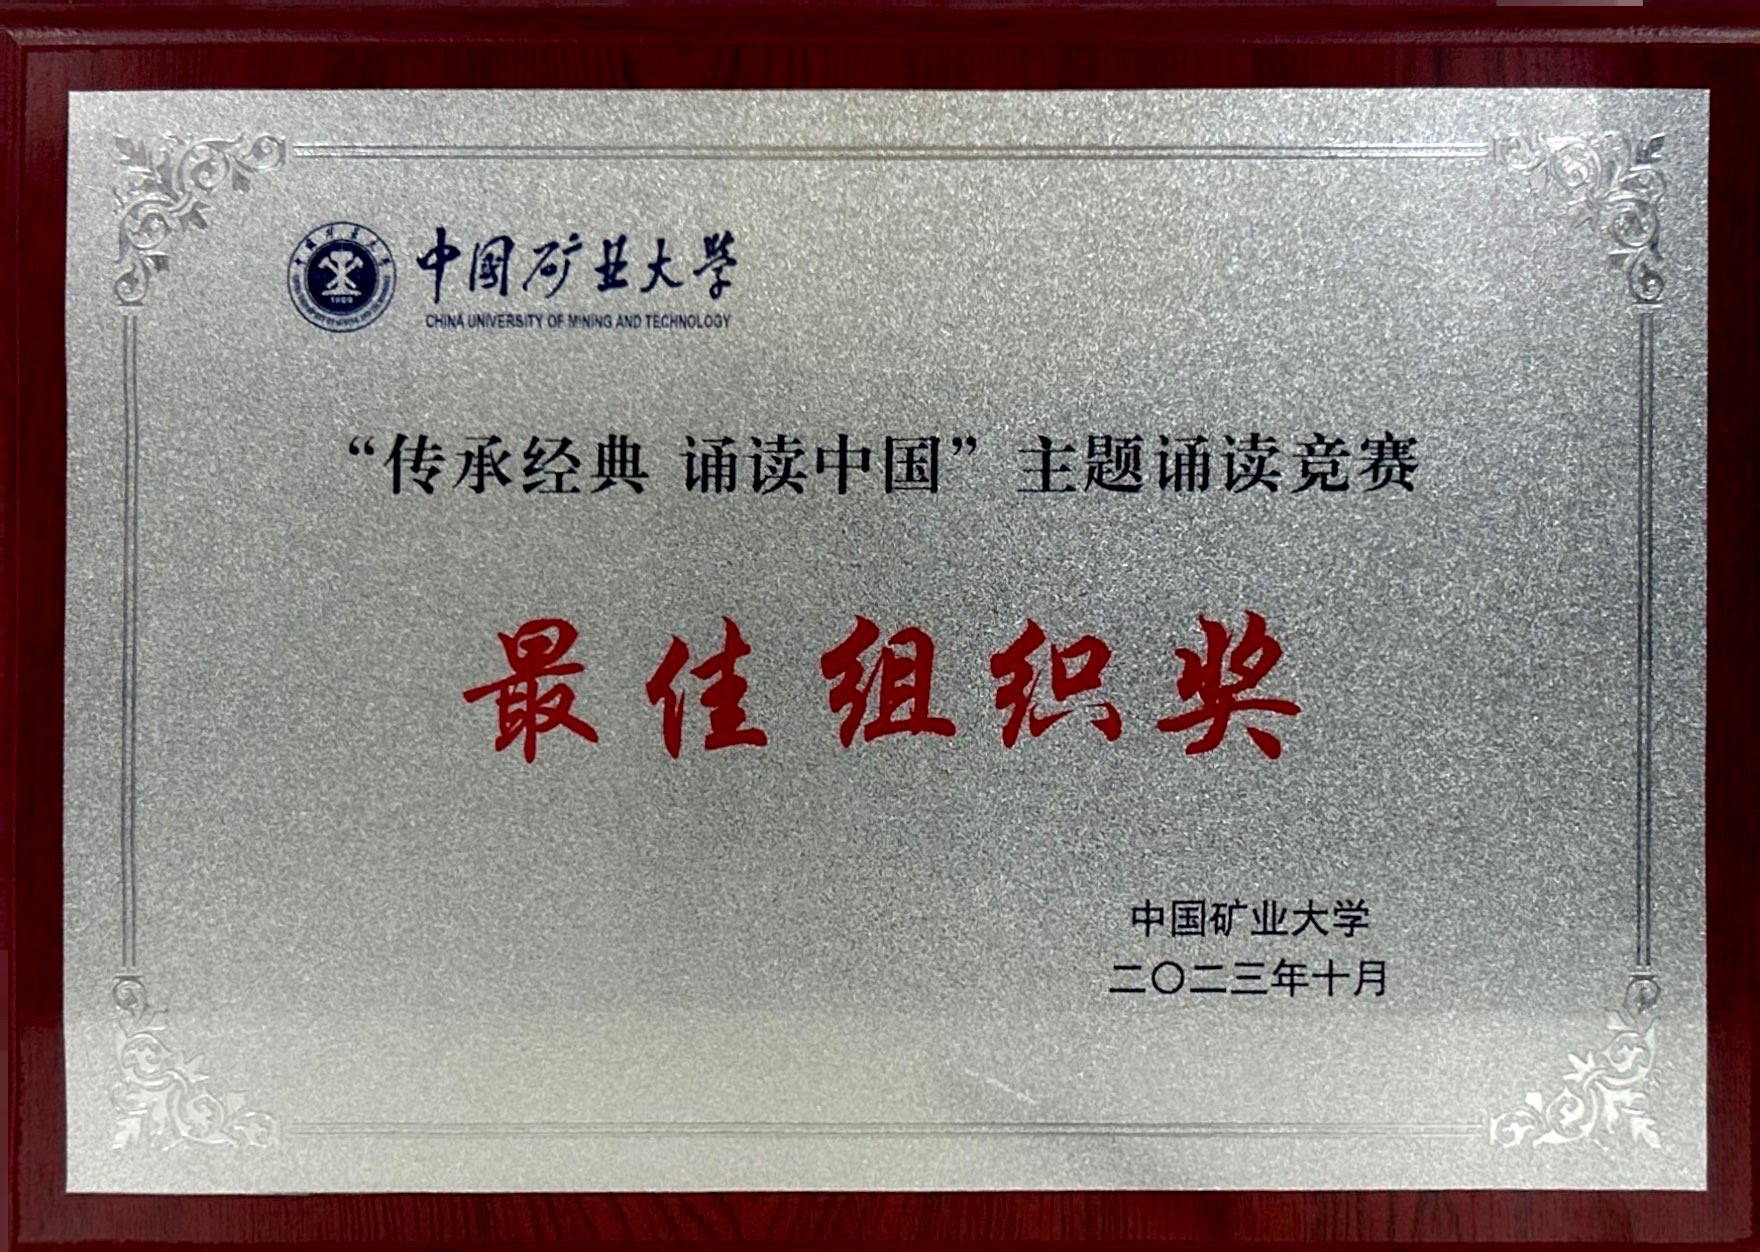 中国矿业大学
CHINA UNIVERSITY OF MINING AND TECHNOLOGY
“传承经典 诵读中国”主题诵读竞赛
最佳组织奖
中国矿业大学
二〇二三年十月